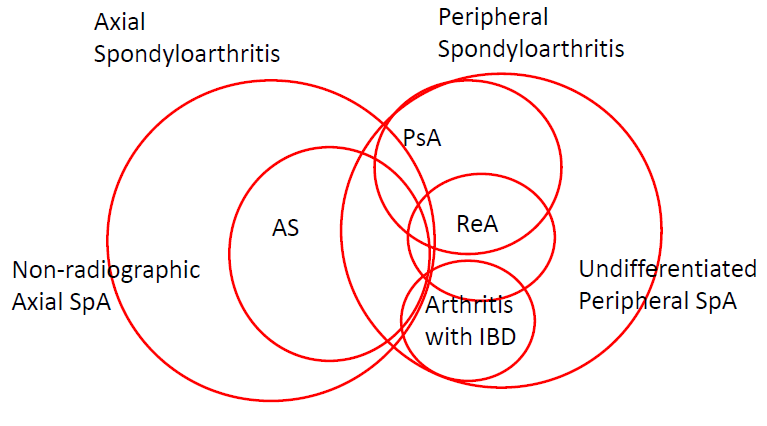 Axial
Spondyloarthritis
Peripheral
Spondyloarthritis
PsA
AS
ReA
Non-radiographic
Axial SpA
Undifferentiated
Peripheral SpA
Arthritis
with IBD